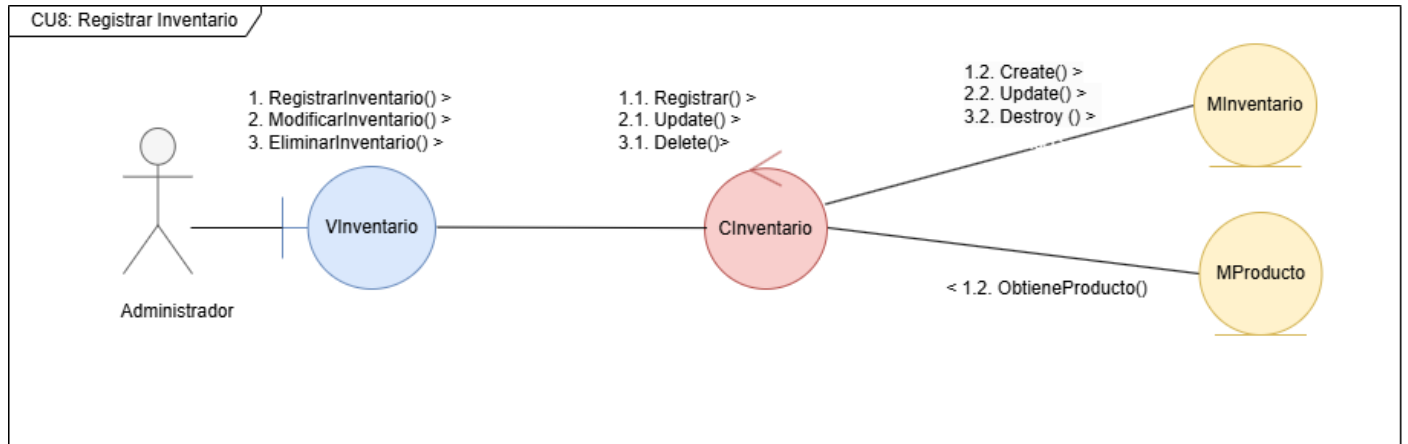 CU8: Registrar Inventario
1. RegistrarInventario() >
2. ModificarInventario() >
3. EliminarInventario() >
1.1. Registrar() >
2.1. Update() >
3.1. Delete()>
1.2. Create() >
2.2. Update() >
3.2. Destroy () >
MInventario
VInventario
CInventario
MProducto
< 1.2. ObtieneProducto()
Administrador